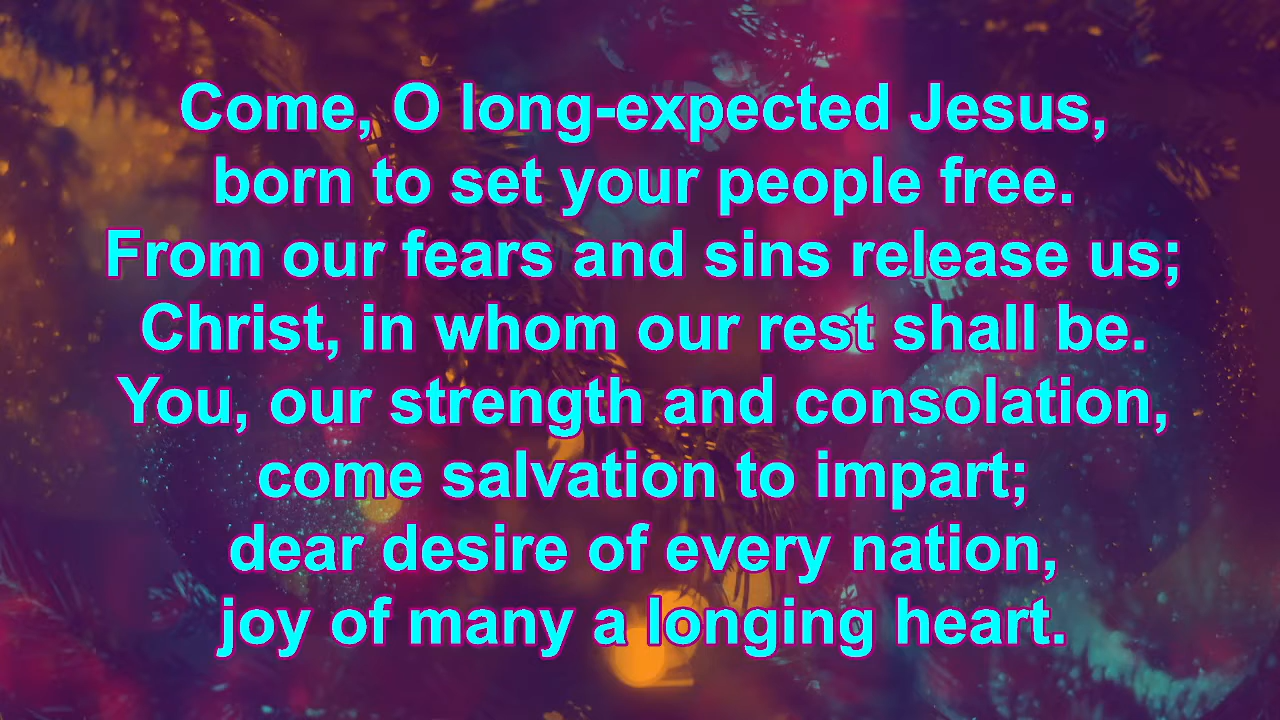 Come, O long-expected Jesus,
born to set your people free.
From our fears and sins release us;
Christ, in whom our rest shall be.
You, our strength and consolation,
come salvation to impart;
dear desire of every nation,
joy of many a longing heart.